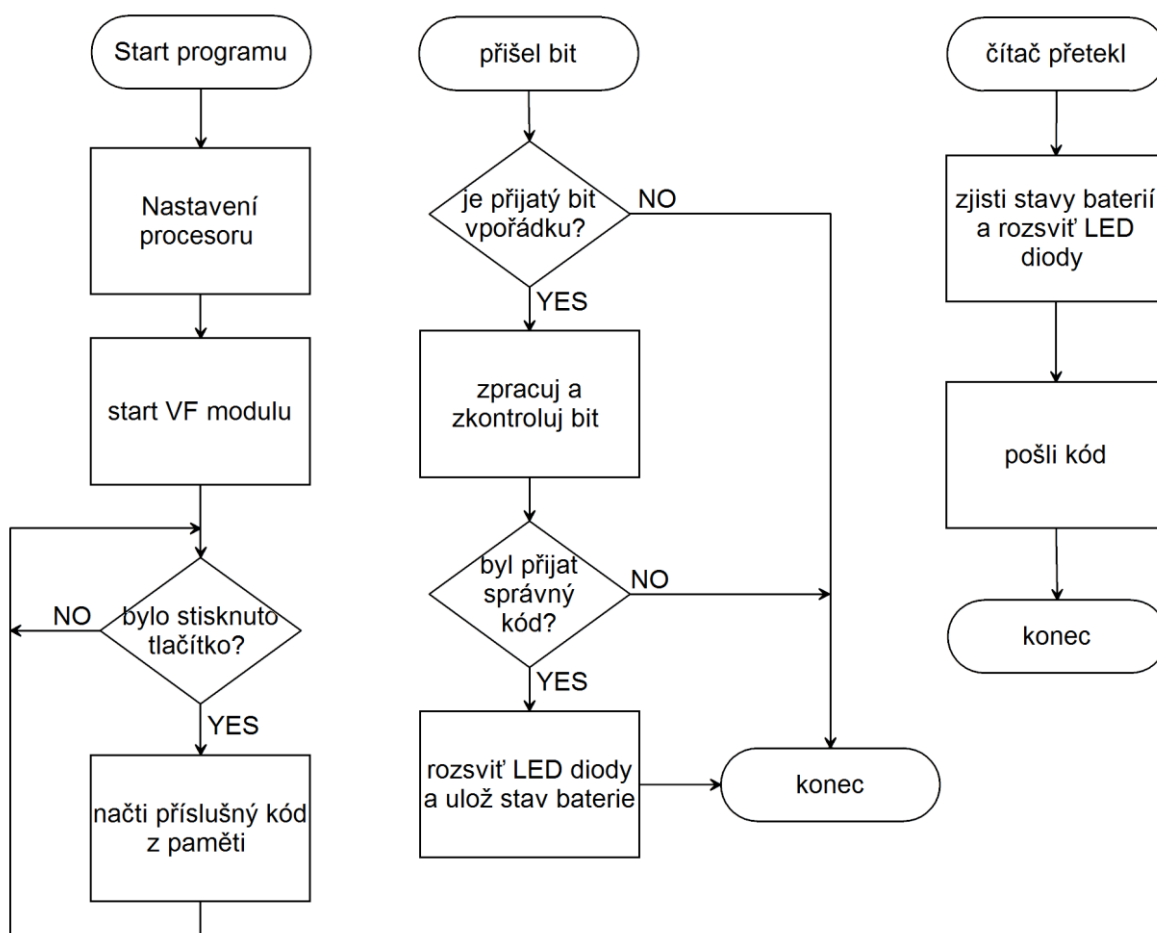 Start programu
Nastavení
procesoru
start VF modulu
NO
bylo stisknuto
tlačítko?
YES
načti příslušný kód
z paměti
přišel bit
je přijatý bit
vpořádku?
NO
YES
zpracuj a
zkontroluj bit
byl přijat
správný
kód?
NO
YES
rozsviť LED diody
a ulož stav baterie
konec
čítač přetekl
zjisti stavy baterií
a rozsviť LED
diody
pošli kód
konec